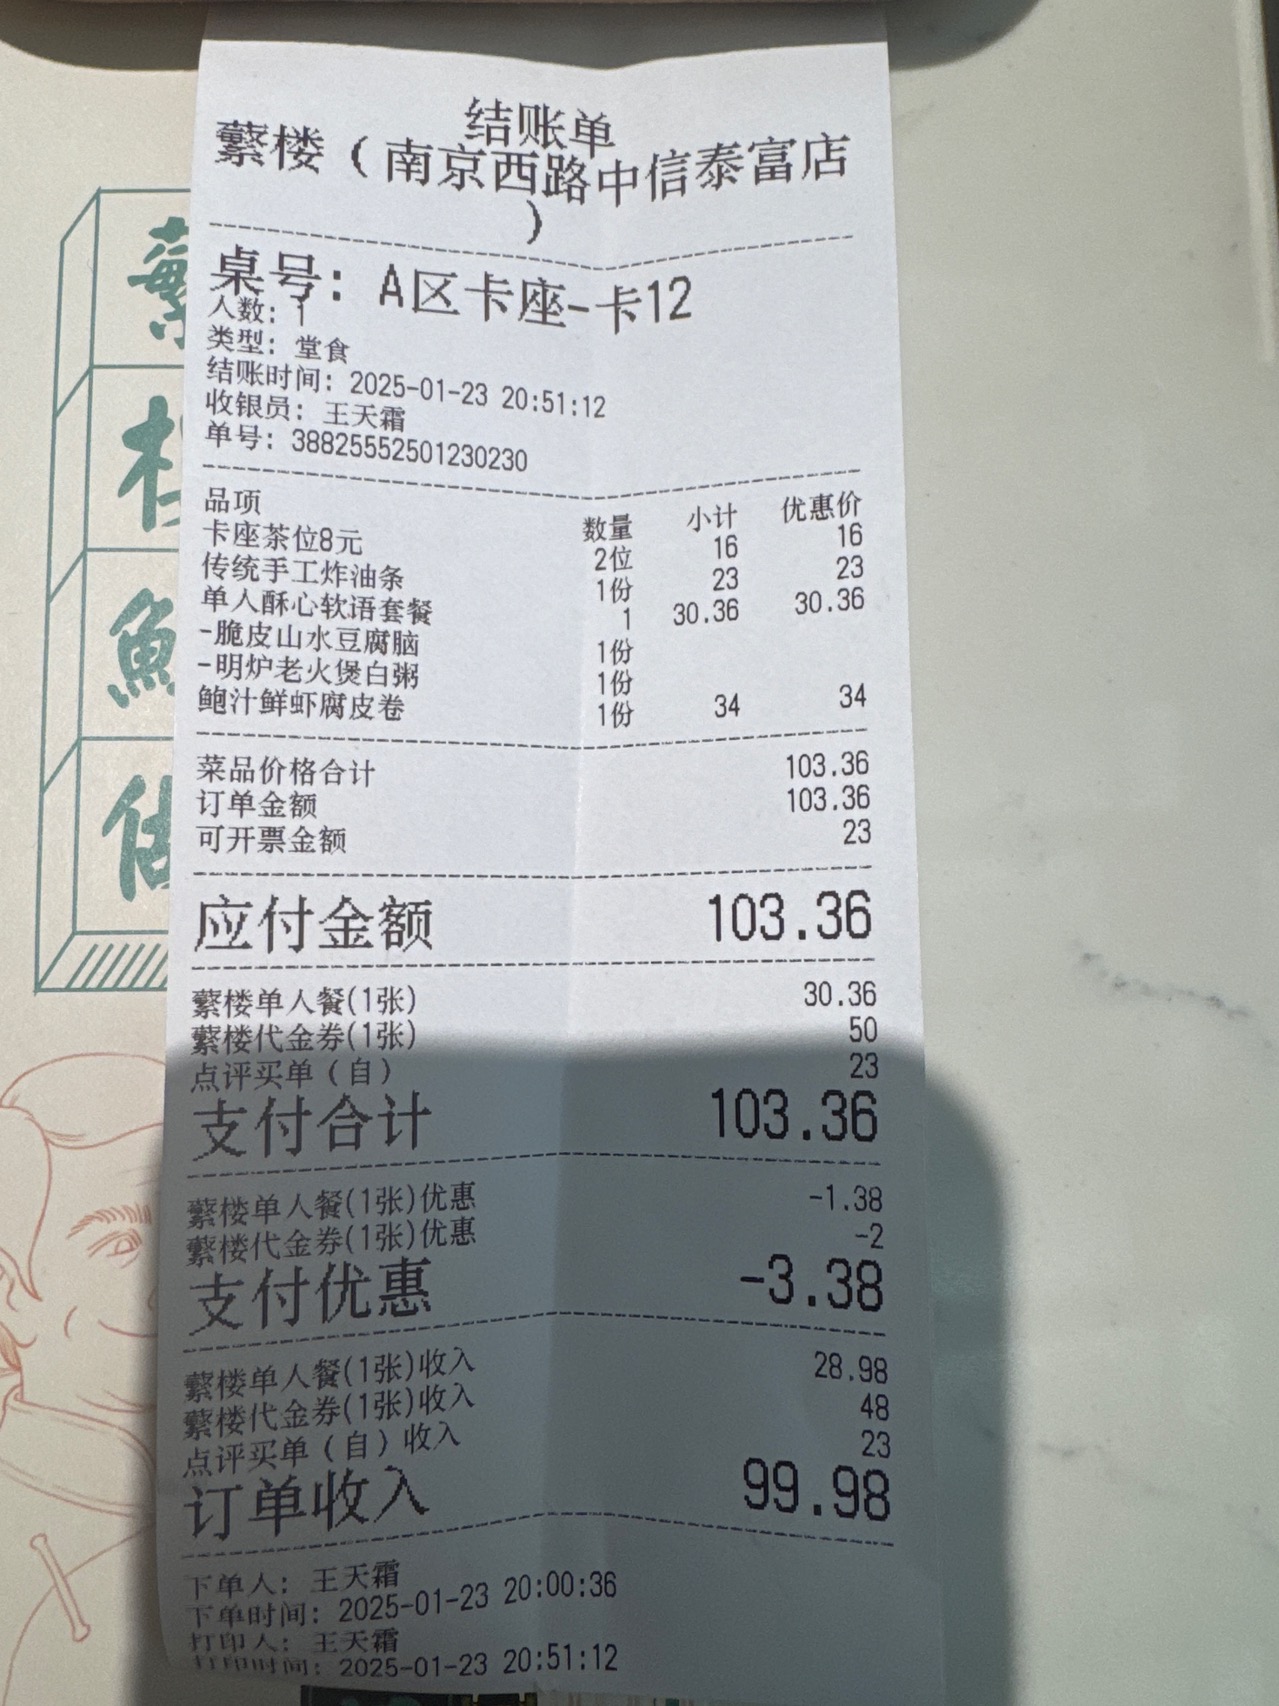 结账单
蘩楼（南京西路中信泰富店
）
桌号：A区卡座-卡12
人数：1
类型：堂食
结账时间：2025-01-23 20:51:12
收银员：王天霜
单号：38825552501230230
品项 数量 小计 优惠价
卡座茶位8元 2位 16 16
传统手工炸油条 1份 23 23
单人酥心软语套餐 1 30.36 30.36
-脆皮山水豆腐脑 1份
-明炉老火煲白粥 1份
鲍汁鲜虾腐皮卷 1份 34 34
菜品价格合计 103.36
订单金额 103.36
可开票金额 23
应付金额 103.36
蘩楼单人餐(1张) 30.36
蘩楼代金券(1张) 50
点评买单（自） 23
支付合计 103.36
蘩楼单人餐(1张)优惠 -1.38
蘩楼代金券(1张)优惠 -2
支付优惠 -3.38
蘩楼单人餐(1张)收入 28.98
蘩楼代金券(1张)收入 48
点评买单（自）收入 23
订单收入 99.98
下单人：王天霜
下单时间：2025-01-23 20:00:36
打印人：王天霜
打印时间：2025-01-23 20:51:12